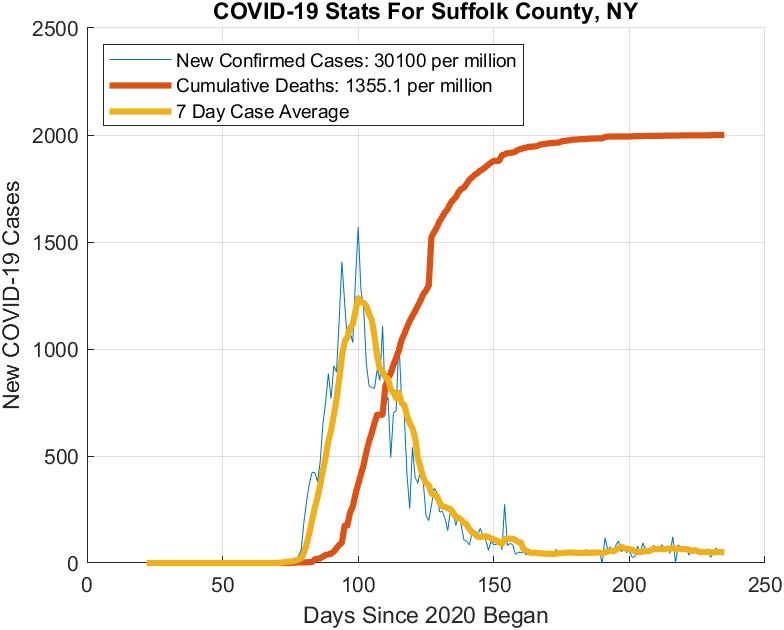 COVID-19 Stats For Suffolk County, NY
New Confirmed Cases: 30100 per million
Cumulative Deaths: 1355.1 per million
7 Day Case Average
New COVID-19 Cases
2500
2000
1500
1000
500
0
0 50 100 150 200 250
Days Since 2020 Began